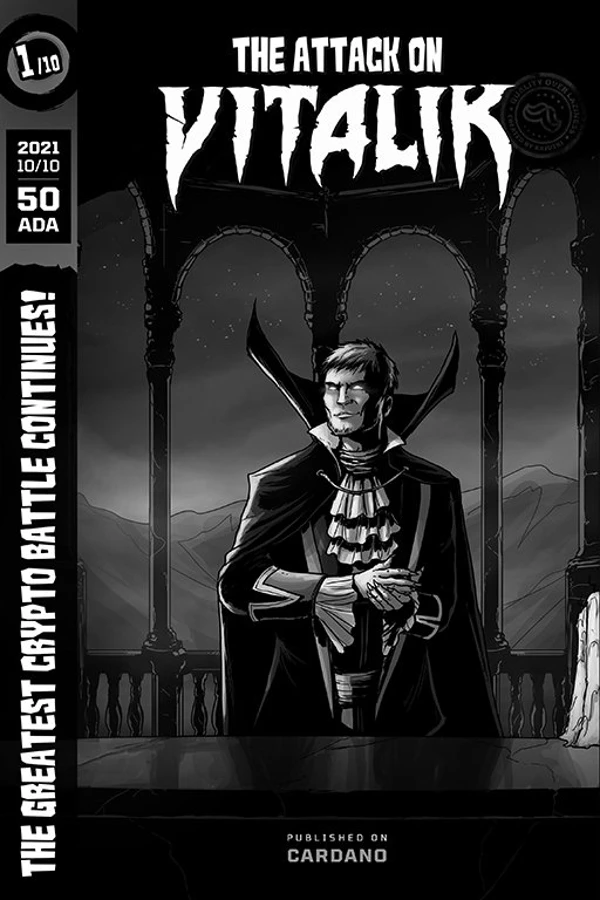 1/10
2021
10/10
50
ADA
THE GREATEST CRYPTO BATTLE CONTINUES!
THE ATTACK ON
VITALIK
PUBLISHED ON
CARDANO